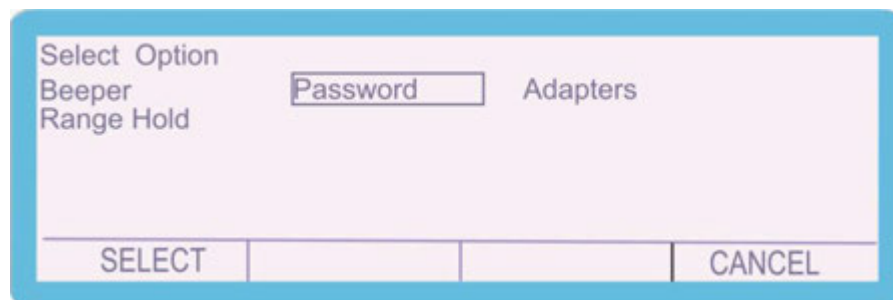 Select Option
Beeper Password Adapters
Range Hold
SELECT CANCEL